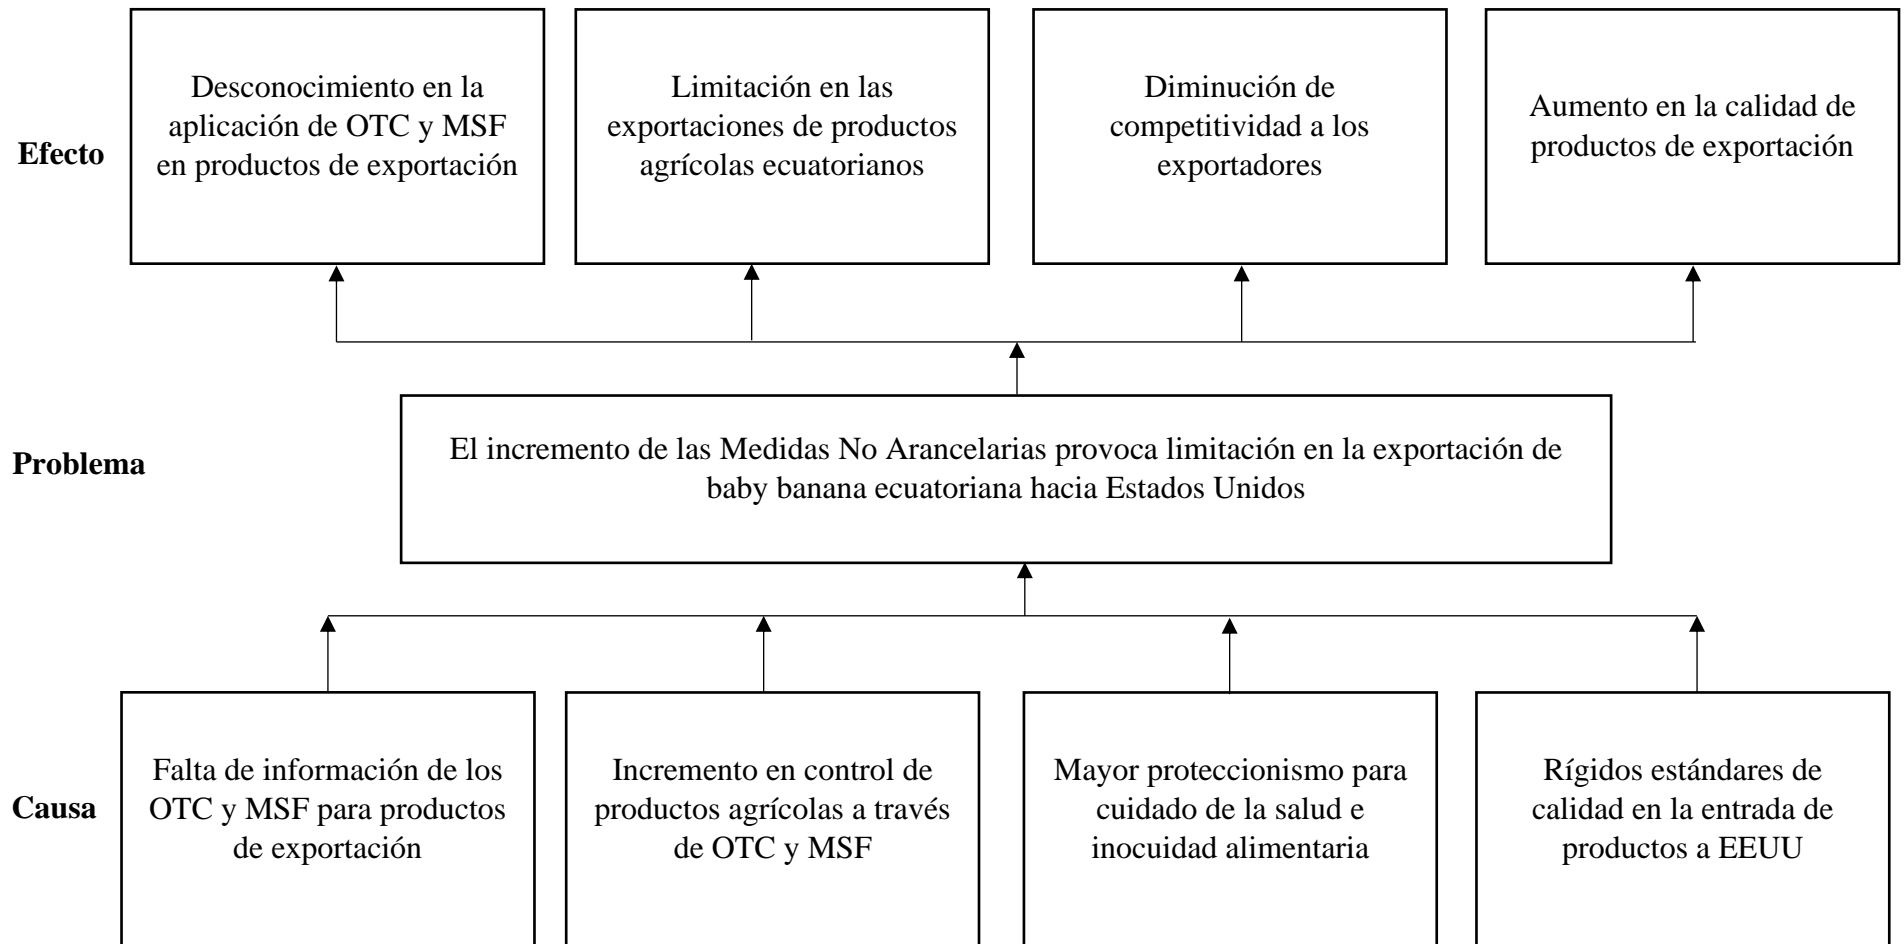 Efecto
Desconocimiento en la
aplicación de OTC y MSF
en productos de exportación
Limitación en las
exportaciones de productos
agrícolas ecuatorianos
Diminución de
competitividad a los
exportadores
Aumento en la calidad de
productos de exportación
Problema
El incremento de las Medidas No Arancelarias provoca limitación en la exportación de
baby banana ecuatoriana hacia Estados Unidos
Causa
Falta de información de los
OTC y MSF para productos
de exportación
Incremento en control de
productos agrícolas a través
de OTC y MSF
Mayor proteccionismo para
cuidado de la salud e
inocuidad alimentaria
Rígidos estándares de
calidad en la entrada de
productos a EEUU